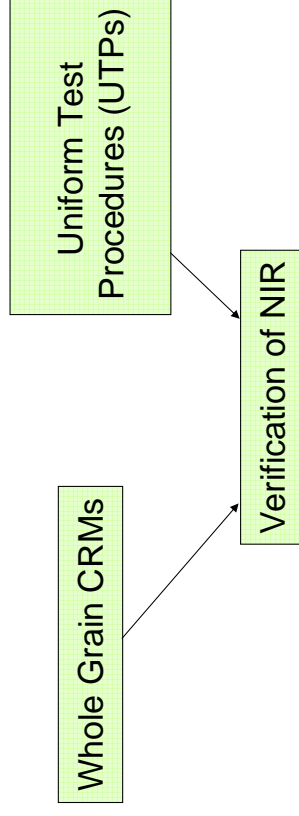 Whole Grain CRMs
Uniform Test
Procedures (UTPs)
Verification of NIR